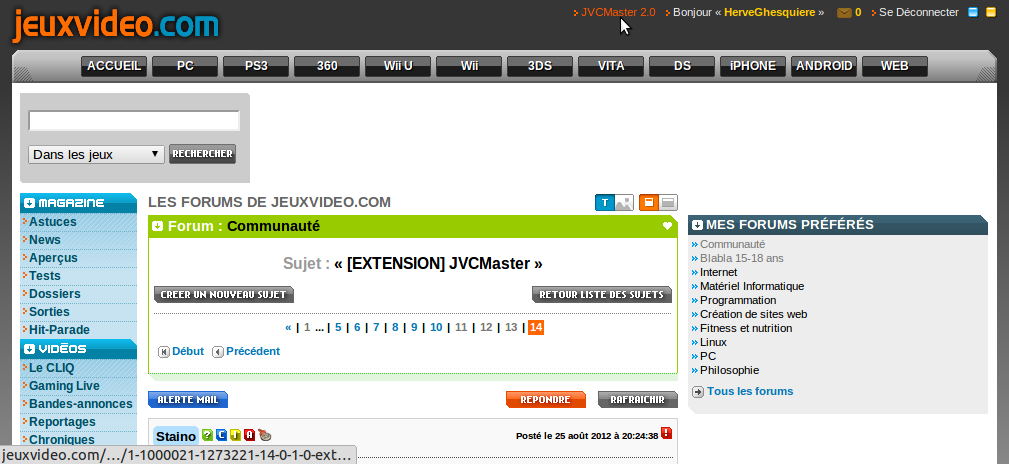 jeuxvideo.com
JVCMaster 2.0 Bonjour « HerveGhesquiere » 0 Se Déconnecter
ACCUEIL PC PS3 360 Wii U Wii 3DS VITA DS iPHONE ANDROID WEB
Dans les jeux RECHERCHER
MAGAZINE
Astuces
News
Aperçus
Tests
Dossiers
Sorties
Hit-Parade
VIDÉOS
Le CLIQ
Gaming Live
Bandes-annonces
Reportages
Chroniques
LES FORUMS DE JEUXVIDEO.COM
T
Forum : Communauté
Sujet : « [EXTENSION] JVCMaster »
CRÉER UN NOUVEAU SUJET RETOUR LISTE DES SUJETS
« | 1 ... | 5 | 6 | 7 | 8 | 9 | 10 | 11 | 12 | 13 | 14
Début Précédent
ALERTE MAIL RÉPONDRE RAFRAICHIR
Staino ? C J A Posté le 25 août 2012 à 20:24:38 !
MES FORUMS PRÉFÉRÉS
Communauté
Blabla 15-18 ans
Internet
Matériel Informatique
Programmation
Création de sites web
Fitness et nutrition
Linux
PC
Philosophie
Tous les forums
jeuxvideo.com/…/1-1000021-1273221-14-0-1-0-ext…